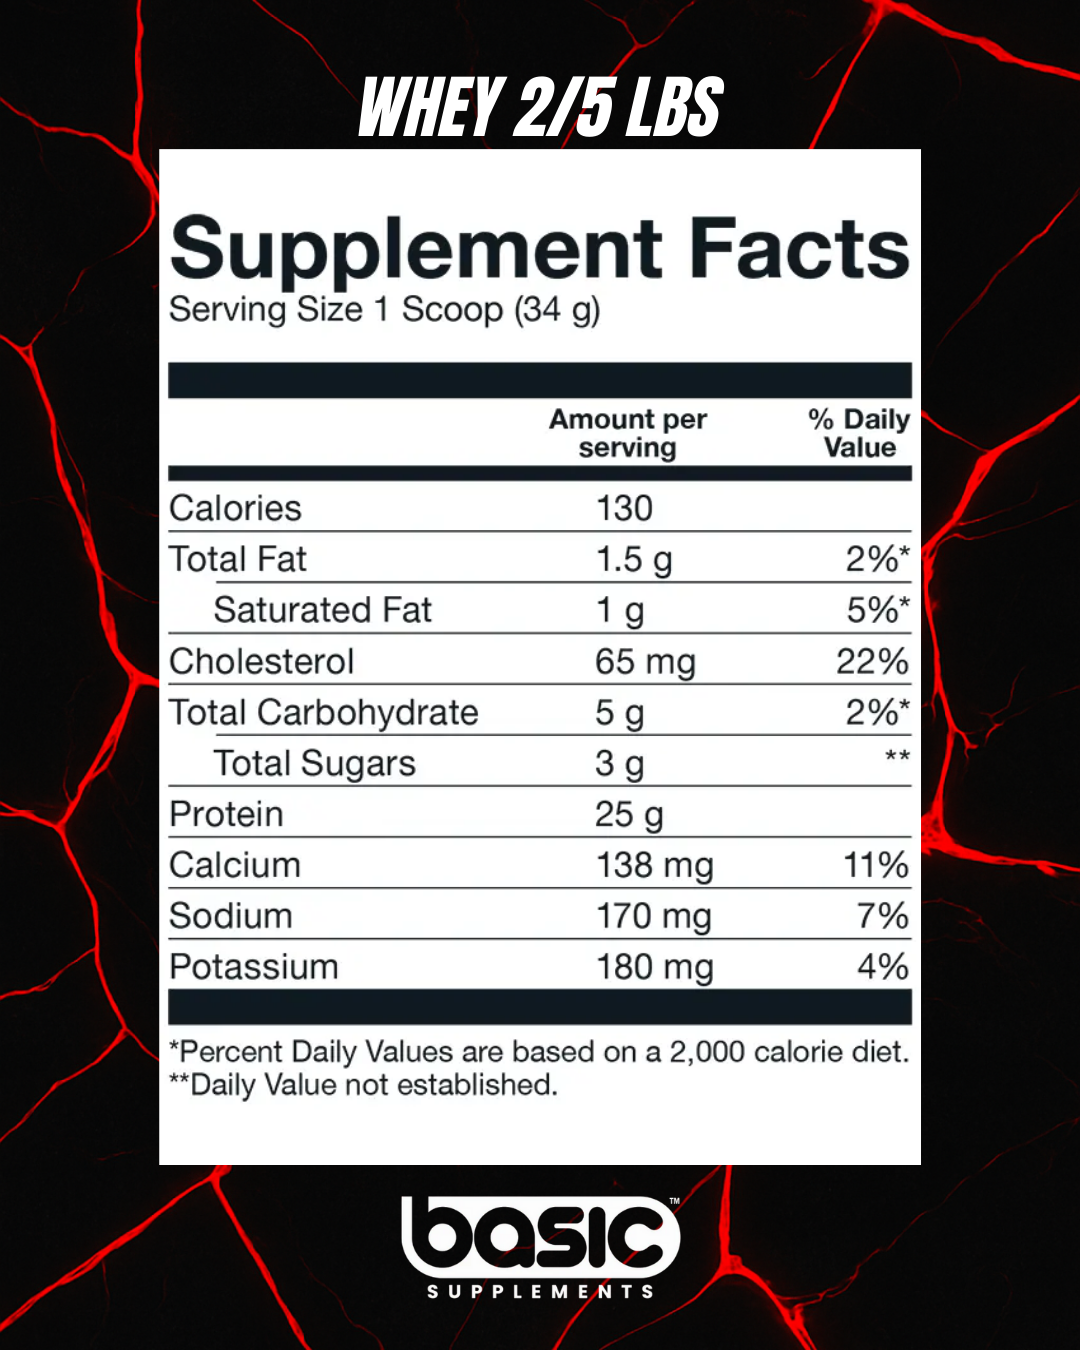 WHEY 2/5 LBS
Supplement Facts
Serving Size 1 Scoop (34 g)
Amount per serving % Daily Value
Calories 130
Total Fat 1.5 g 2%*
Saturated Fat 1 g 5%*
Cholesterol 65 mg 22%
Total Carbohydrate 5 g 2%*
Total Sugars 3 g **
Protein 25 g
Calcium 138 mg 11%
Sodium 170 mg 7%
Potassium 180 mg 4%
*Percent Daily Values are based on a 2,000 calorie diet.
**Daily Value not established.
basic™
SUPPLEMENTS